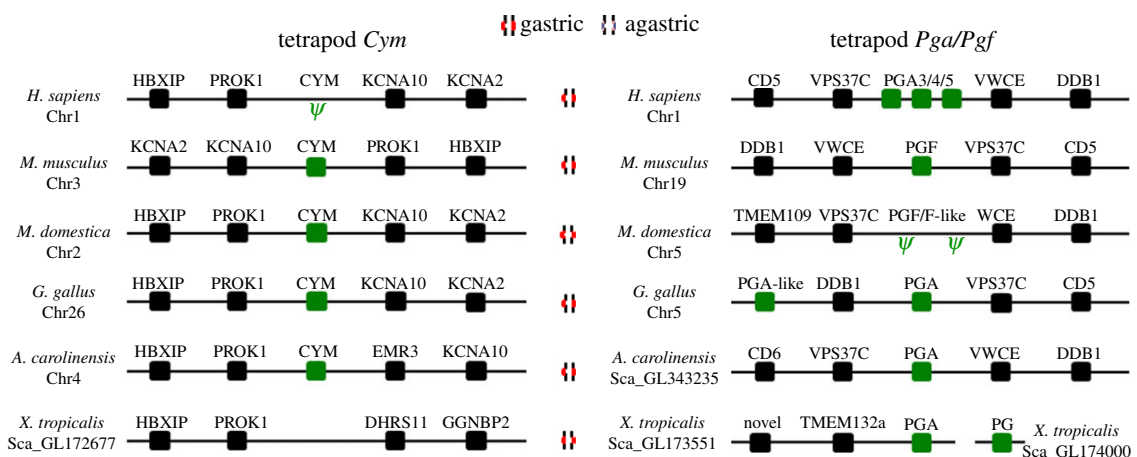 gastric agastric
tetrapod Cym tetrapod Pga/Pgf
HBXIP PROK1 CYM KCNA10 KCNA2 CD5 VPS37C PGA3/4/5 VWCE DDB1
H. sapiens H. sapiens
Chr1 ψ Chr1
KCNA2 KCNA10 CYM PROK1 HBXIP DDB1 VWCE PGF VPS37C CD5
M. musculus M. musculus
Chr3 Chr19
HBXIP PROK1 CYM KCNA10 KCNA2 TMEM109 VPS37C PGF/F-like WCE DDB1
M. domestica M. domestica
Chr2 Chr5 ψ ψ
HBXIP PROK1 CYM KCNA10 KCNA2 PGA-like DDB1 PGA VPS37C CD5
G. gallus G. gallus
Chr26 Chr5
HBXIP PROK1 CYM EMR3 KCNA10 CD6 VPS37C PGA VWCE DDB1
A. carolinensis A. carolinensis
Chr4 Sca_GL343235
HBXIP PROK1 DHRS11 GGNBP2 novel TMEM132a PGA PG
X. tropicalis X. tropicalis X. tropicalis
Sca_GL172677 Sca_GL173551 Sca_GL174000